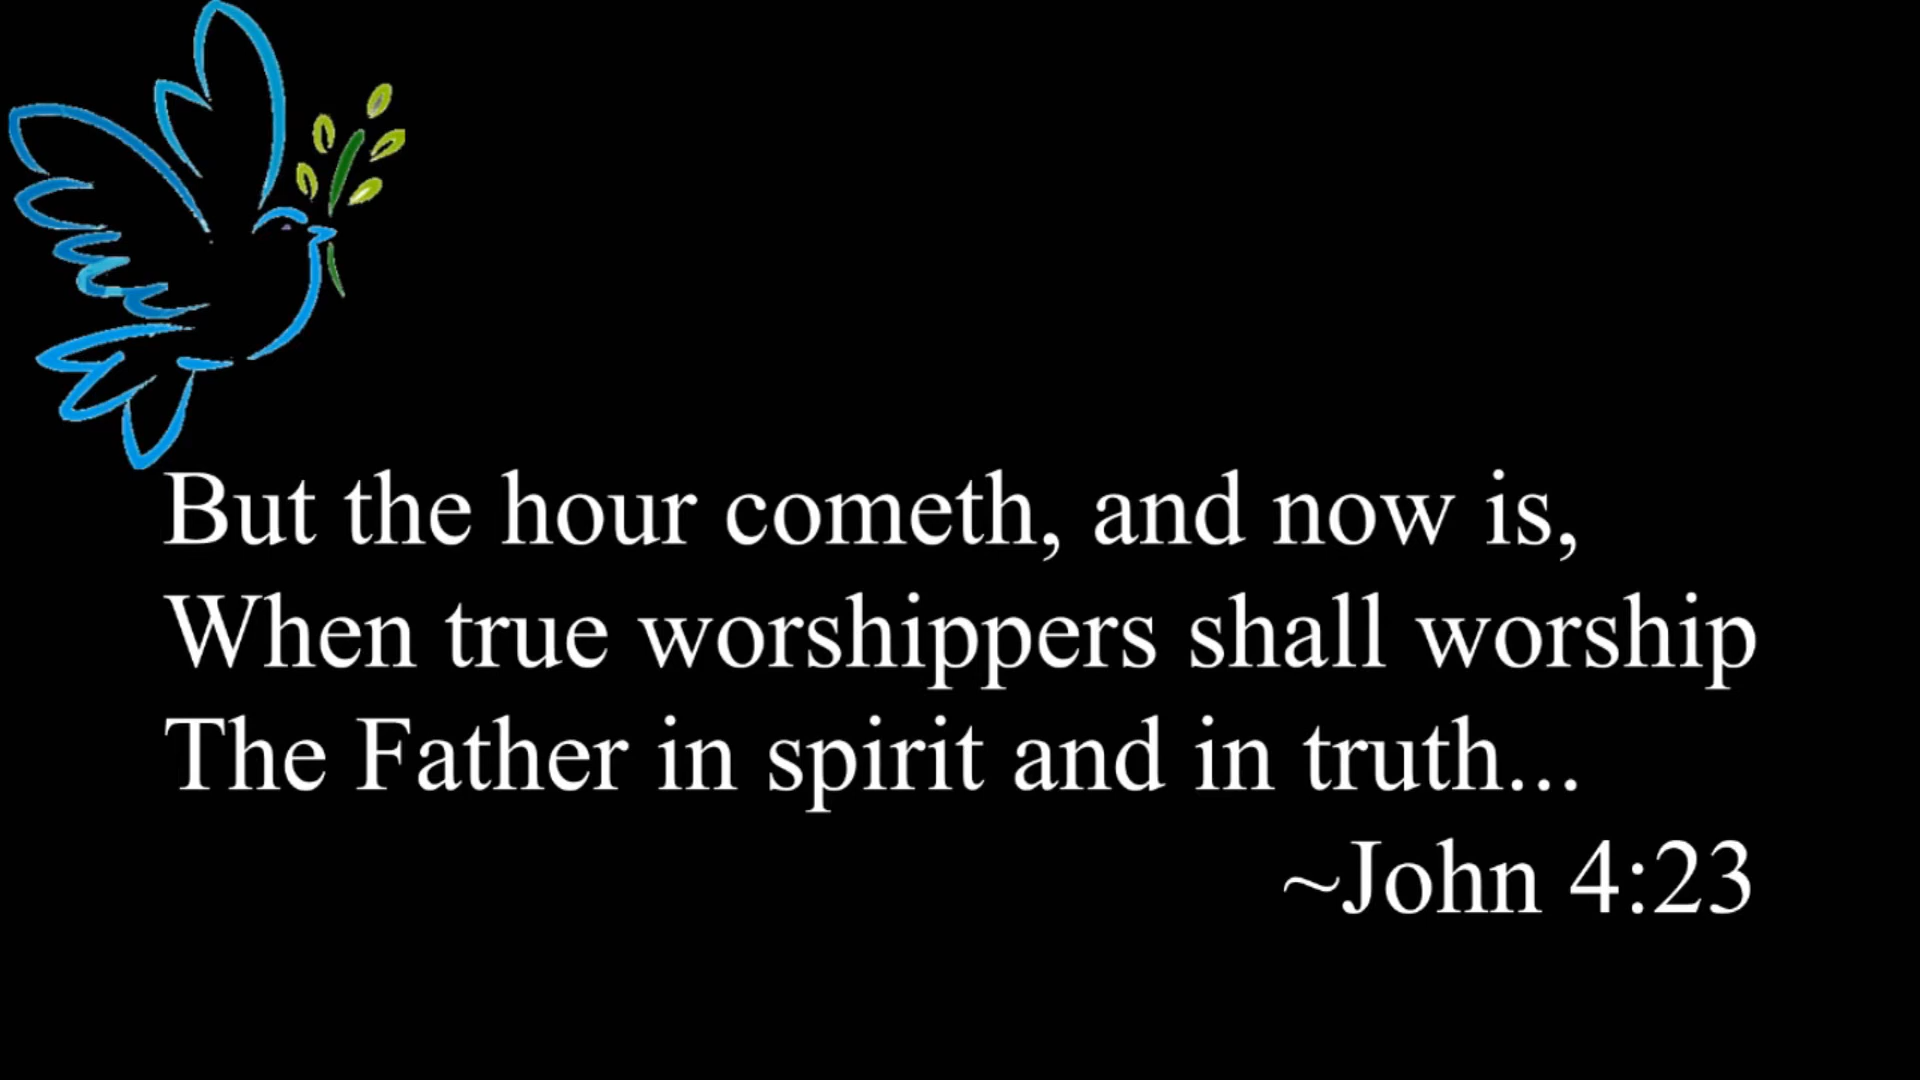 But the hour cometh, and now is,
When true worshippers shall worship
The Father in spirit and in truth...
~John 4:23